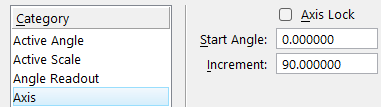 Category
Active Angle
Active Scale
Angle Readout
Axis
Axis Lock
Start Angle: 0.000000
Increment: 90.000000